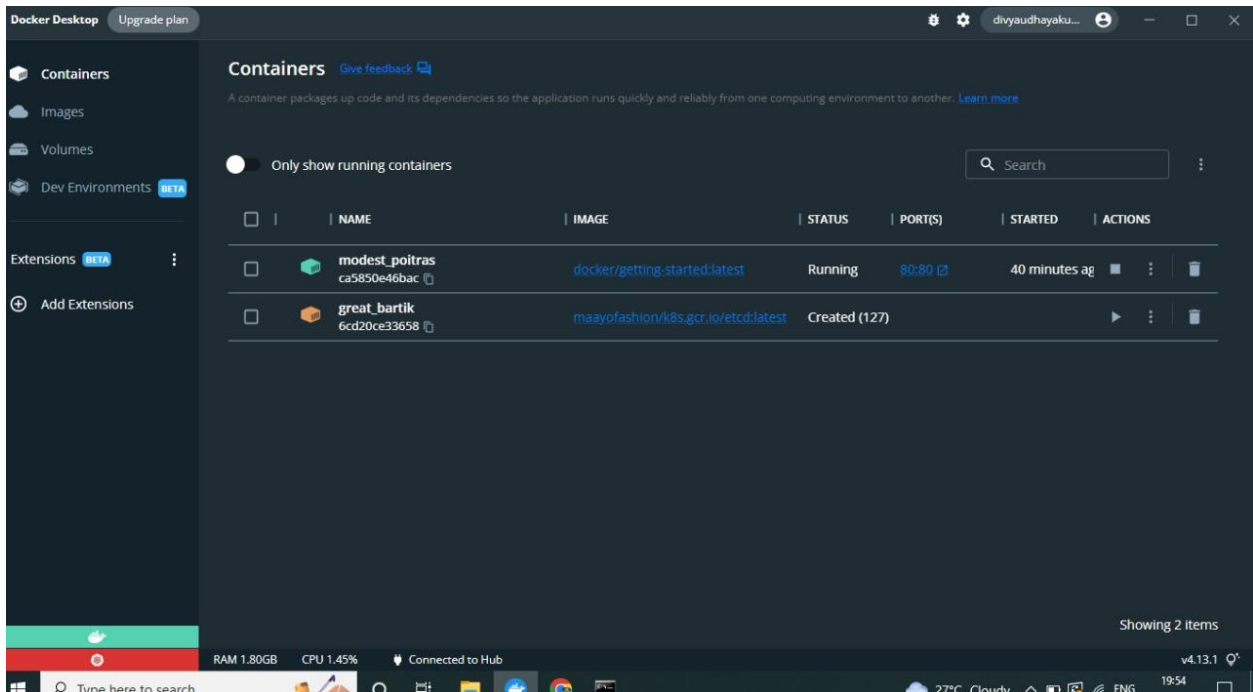 Docker Desktop Upgrade plan divyaudhayaku...
Containers
Images
Volumes
Dev Environments BETA
Extensions BETA
Add Extensions
Containers Give feedback
A container packages up code and its dependencies so the application runs quickly and reliably from one computing environment to another. Learn more
Only show running containers
Search
NAME IMAGE STATUS PORT(S) STARTED ACTIONS
modest_poitras docker/getting-started:latest Running 80:80 40 minutes ag
ca5850e46bac
great_bartik maayofashion/k8s.gcr.io/etcd:latest Created (127)
6cd20ce33658
Showing 2 items
RAM 1.80GB CPU 1.45% Connected to Hub v4.13.1
Type here to search 27°C Cloudy ENG 19:54